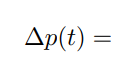 Δp(t) =